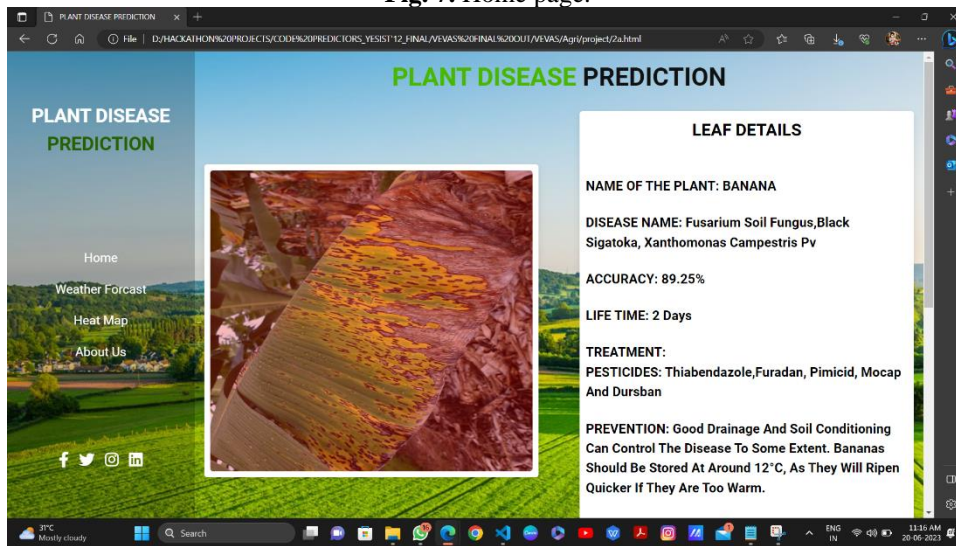 Fig. 7. Home page.
PLANT DISEASE PREDICTION
File
D:/HACKATHON%20PROJECTS/CODE%20PREDICTORS_YESIST'12_FINAL/VEVAS%20FINAL%20OUT/VEVAS/Agri/project/2a.html
PLANT DISEASE PREDICTION
PLANT DISEASE
PREDICTION
Home
Weather Forcast
Heat Map
About Us
LEAF DETAILS
NAME OF THE PLANT: BANANA
DISEASE NAME: Fusarium Soil Fungus,Black
Sigatoka, Xanthomonas Campestris Pv
ACCURACY: 89.25%
LIFE TIME: 2 Days
TREATMENT:
PESTICIDES: Thiabendazole,Furadan, Pimicid, Mocap
And Dursban
PREVENTION: Good Drainage And Soil Conditioning
Can Control The Disease To Some Extent. Bananas
Should Be Stored At Around 12°C, As They Will Ripen
Quicker If They Are Too Warm.
31°C
Mostly cloudy
Search
ENG
IN
11:16 AM
20-06-2023